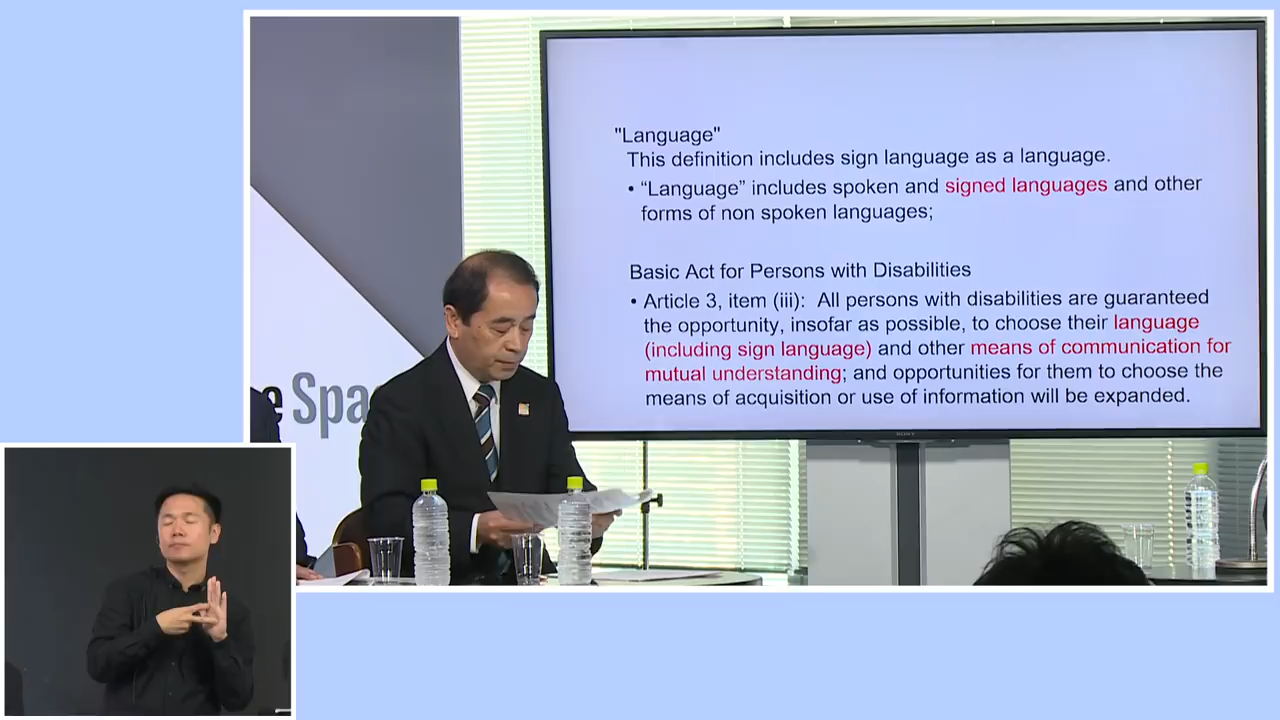 "Language"
This definition includes sign language as a language.
• “Language” includes spoken and signed languages and other
forms of non spoken languages;
Basic Act for Persons with Disabilities
• Article 3, item (iii): All persons with disabilities are guaranteed
the opportunity, insofar as possible, to choose their language
(including sign language) and other means of communication for
mutual understanding; and opportunities for them to choose the
means of acquisition or use of information will be expanded.
SONY
e Spa